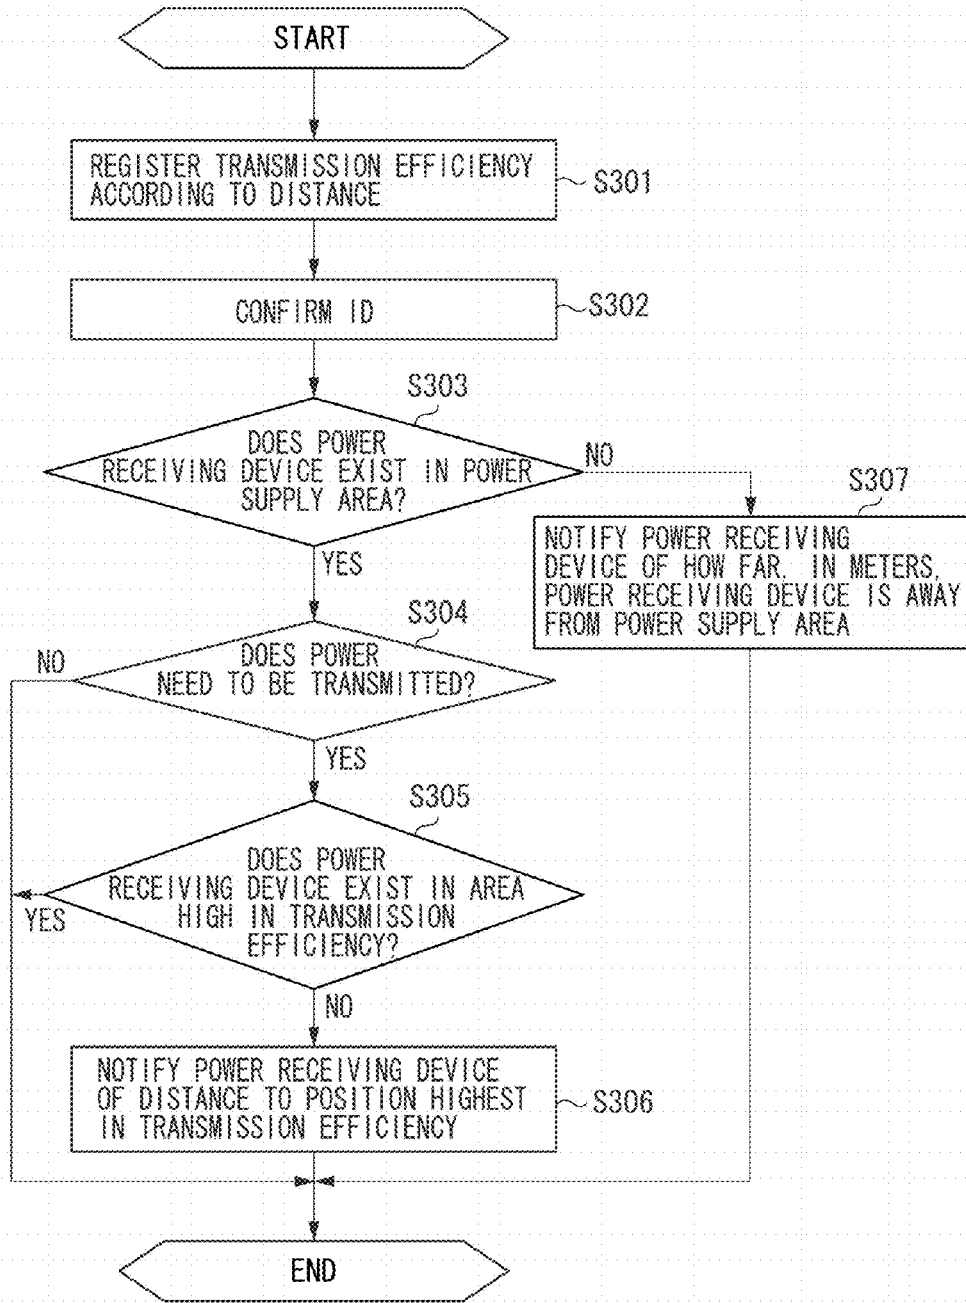 START
REGISTER TRANSMISSION EFFICIENCY
ACCORDING TO DISTANCE
S301
CONFIRM ID
S302
S303
DOES POWER
RECEIVING DEVICE EXIST IN POWER
SUPPLY AREA?
NO
YES
S307
NOTIFY POWER RECEIVING
DEVICE OF HOW FAR, IN METERS,
POWER RECEIVING DEVICE IS AWAY
FROM POWER SUPPLY AREA
S304
DOES POWER
NEED TO BE TRANSMITTED?
NO
YES
S305
DOES POWER
RECEIVING DEVICE EXIST IN AREA
HIGH IN TRANSMISSION
EFFICIENCY?
YES
NO
NOTIFY POWER RECEIVING DEVICE
OF DISTANCE TO POSITION HIGHEST
IN TRANSMISSION EFFICIENCY
S306
END